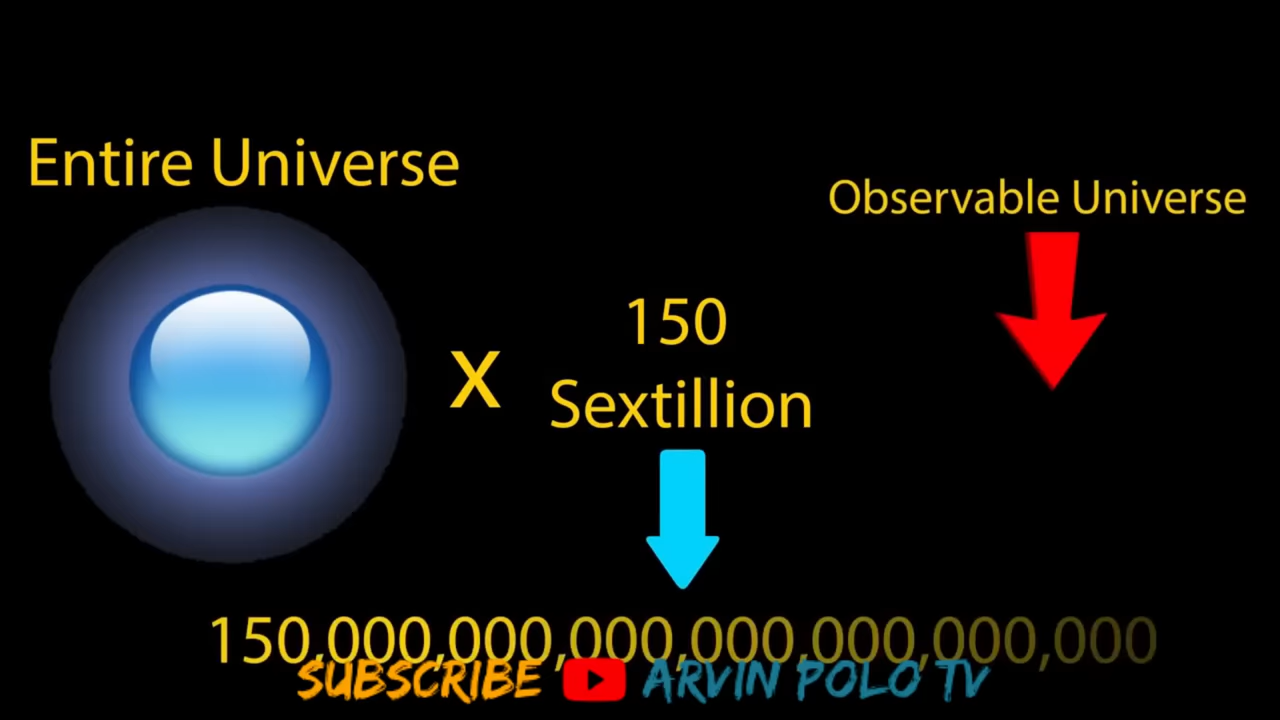 Entire Universe
Observable Universe
x
150
Sextillion
150,000,000,000,000,000,000,000
SUBSCRIBE ARVIN POLO TV